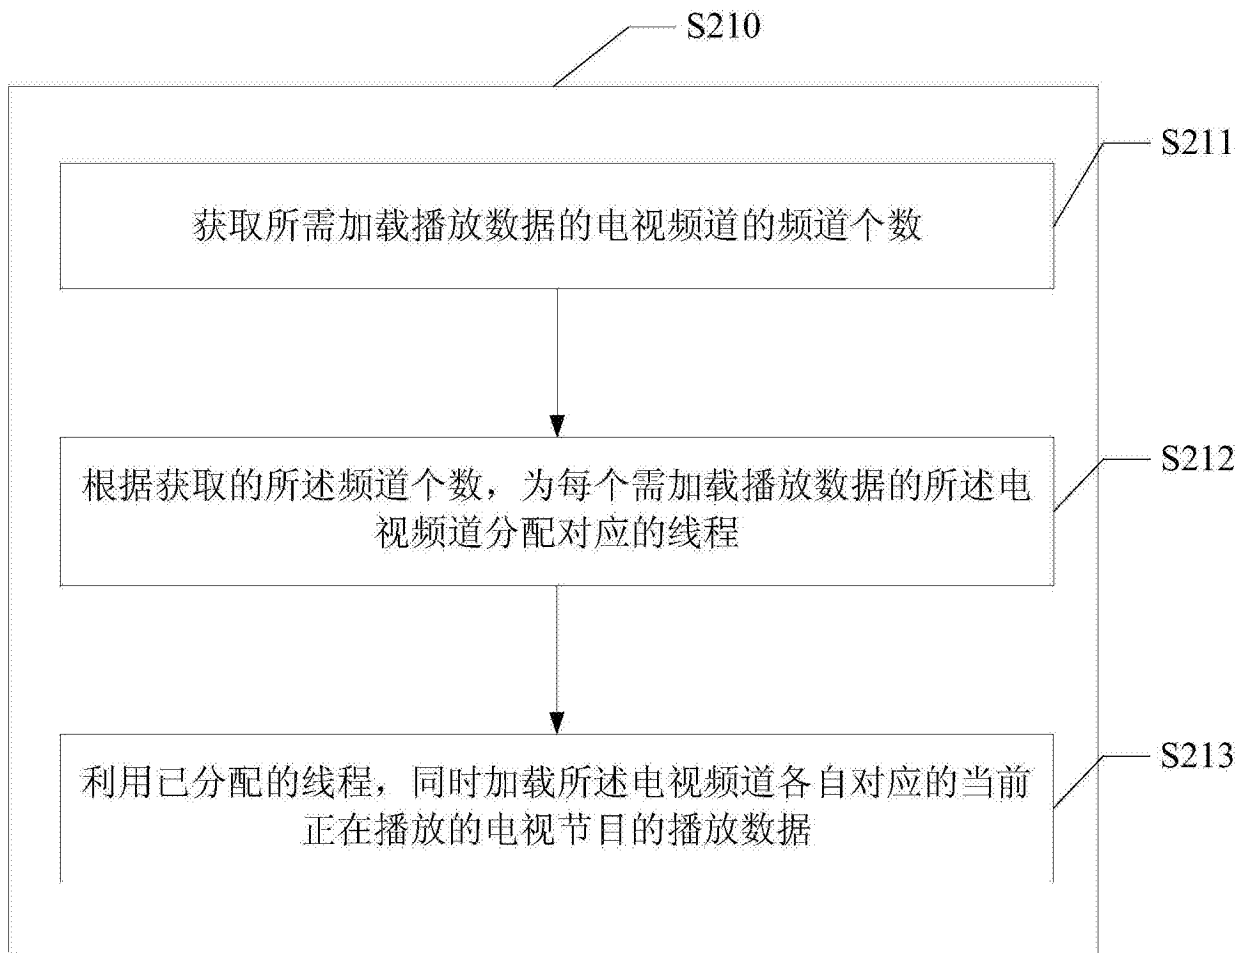 S210
S211
获取所需加载播放数据的电视频道的频道个数
S212
根据获取的所述频道个数，为每个需加载播放数据的所述电
视频道分配对应的线程
S213
利用已分配的线程，同时加载所述电视频道各自对应的当前
正在播放的电视节目的播放数据